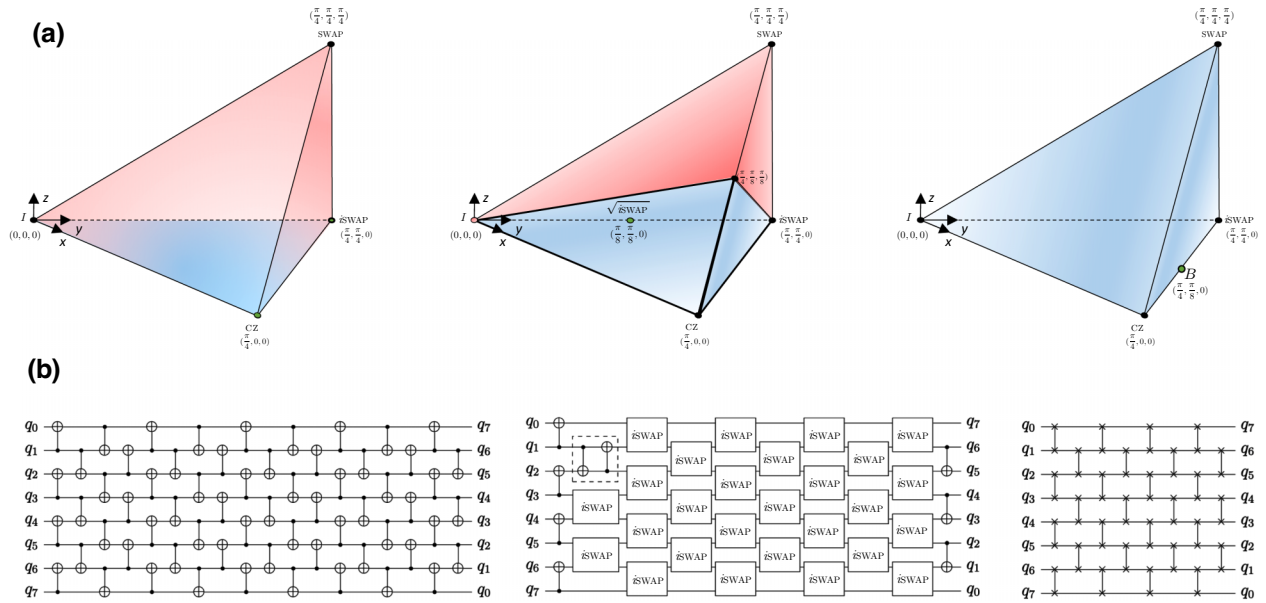 (a)
(π/4, π/4, π/4)
SWAP
z
I
y
x
(0, 0, 0)
iSWAP
(π/4, π/4, 0)
CZ
(π/4, 0, 0)
(π/4, π/4, π/4)
SWAP
(π/4, π/8, π/8)
√iSWAP
(π/8, π/8, 0)
z
I
y
x
(0, 0, 0)
iSWAP
(π/4, π/4, 0)
CZ
(π/4, 0, 0)
(π/4, π/4, π/4)
SWAP
z
I
y
x
(0, 0, 0)
iSWAP
(π/4, π/4, 0)
B
(π/4, π/8, 0)
CZ
(π/4, 0, 0)
(b)
q0 q7
q1 q6
q2 q5
q3 q4
q4 q3
q5 q2
q6 q1
q7 q0
q0 iSWAP iSWAP iSWAP iSWAP q7
q1 iSWAP iSWAP iSWAP q6
q2 iSWAP iSWAP iSWAP iSWAP q5
q3 iSWAP iSWAP iSWAP iSWAP q4
q4 iSWAP iSWAP iSWAP iSWAP q3
q5 iSWAP iSWAP iSWAP iSWAP q2
q6 iSWAP iSWAP iSWAP iSWAP q1
q7 q0
q0 q7
q1 q6
q2 q5
q3 q4
q4 q3
q5 q2
q6 q1
q7 q0